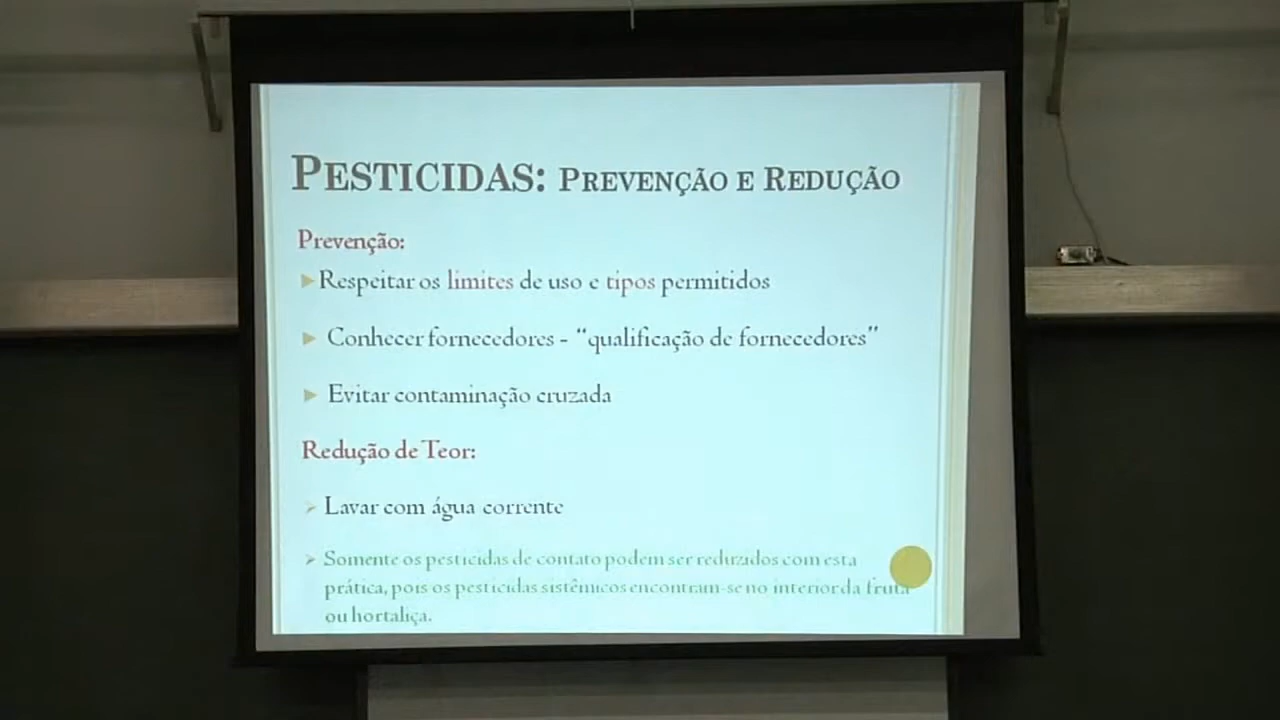 PESTICIDAS: PREVENÇÃO E REDUÇÃO
Prevenção:
Respeitar os limites de uso e tipos permitidos
Conhecer fornecedores - “qualificação de fornecedores”
Evitar contaminação cruzada
Redução de Teor:
Lavar com água corrente
Somente os pesticidas de contato podem ser reduzidos com esta
prática, pois os pesticidas sistêmicos encontram-se no interior da fruta
ou hortaliça.